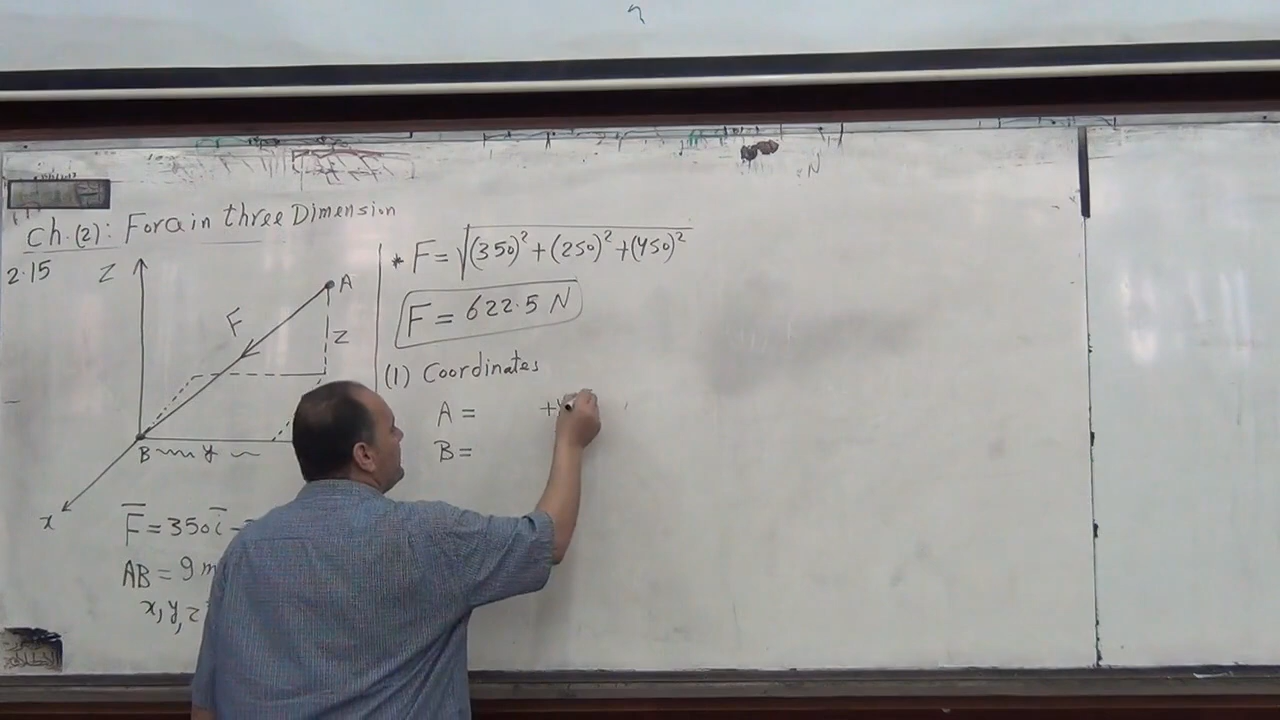 Ch.(2): Force in three Dimension
2.15
Z
A
F
Z
B
y
x
F̅ = 350 i̅ -
AB = 9 m
x, y, z
* F = √(350)² + (250)² + (450)²
F = 622.5 N
(1) Coordinates
A = +y
B =
N